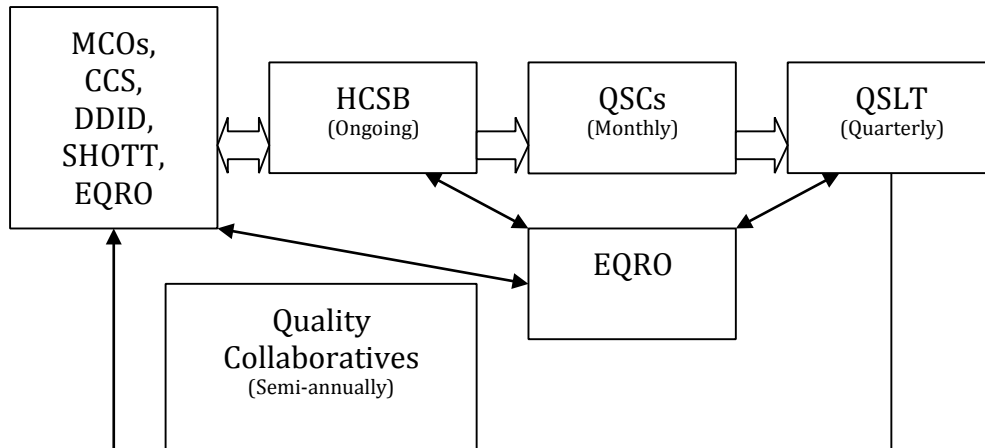 MCOs,
CCS,
DDID,
SHOTT,
EQRO
HCSB
(Ongoing)
QSCs
(Monthly)
QSLT
(Quarterly)
EQRO
Quality
Collaboratives
(Semi-annually)